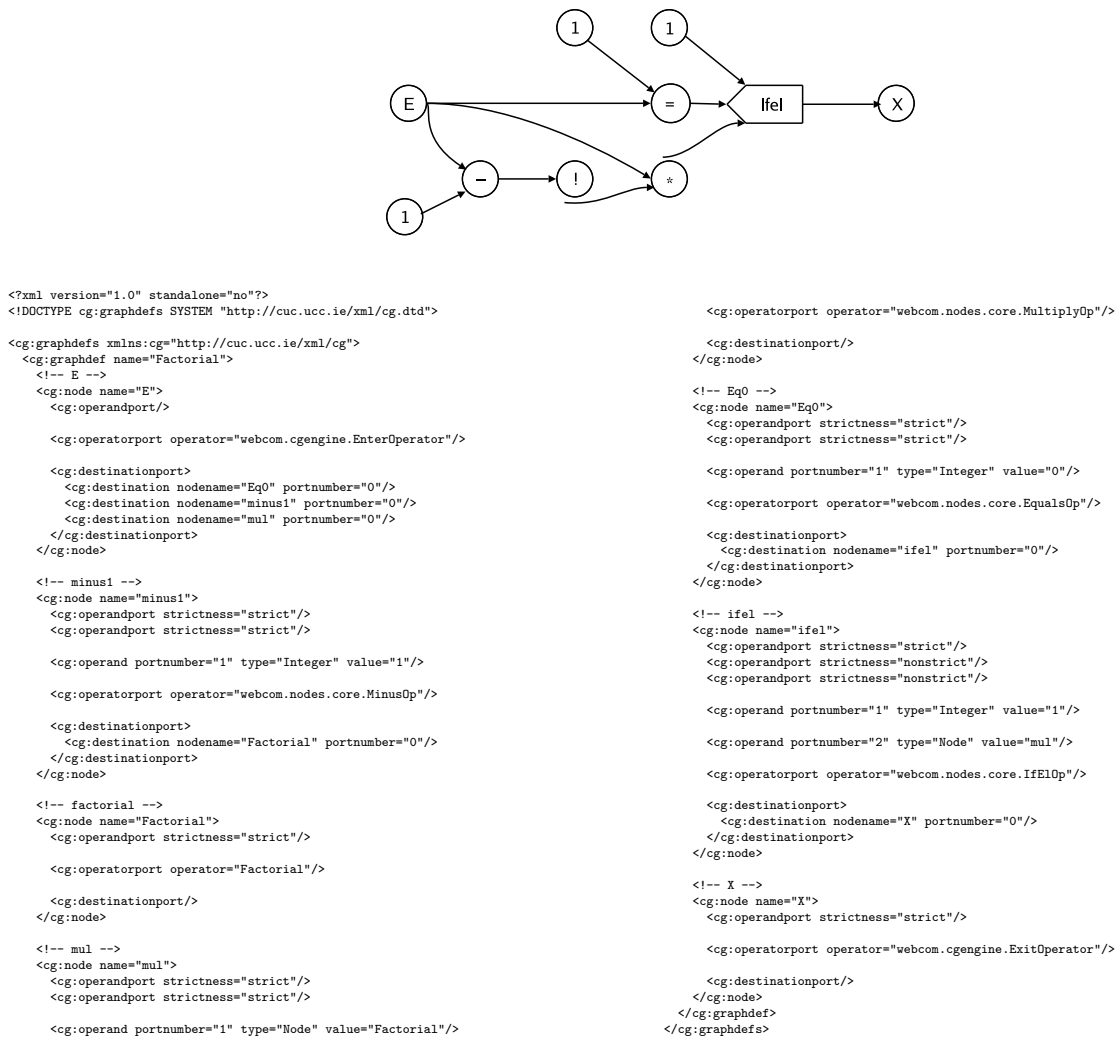 1
1
E
=
Ifel
X
−
!
*
1
<?xml version="1.0" standalone="no"?>
<!DOCTYPE cg:graphdefs SYSTEM "http://cuc.ucc.ie/xml/cg.dtd">
<cg:graphdefs xmlns:cg="http://cuc.ucc.ie/xml/cg">
<cg:graphdef name="Factorial">
<!-- E -->
<cg:node name="E">
<cg:operandport/>
<cg:operatorport operator="webcom.cgengine.EnterOperator"/>
<cg:destinationport>
<cg:destination nodename="Eq0" portnumber="0"/>
<cg:destination nodename="minus1" portnumber="0"/>
<cg:destination nodename="mul" portnumber="0"/>
</cg:destinationport>
</cg:node>
<!-- minus1 -->
<cg:node name="minus1">
<cg:operandport strictness="strict"/>
<cg:operandport strictness="strict"/>
<cg:operand portnumber="1" type="Integer" value="1"/>
<cg:operatorport operator="webcom.nodes.core.MinusOp"/>
<cg:destinationport>
<cg:destination nodename="Factorial" portnumber="0"/>
</cg:destinationport>
</cg:node>
<!-- factorial -->
<cg:node name="Factorial">
<cg:operandport strictness="strict"/>
<cg:operatorport operator="Factorial"/>
<cg:destinationport/>
</cg:node>
<!-- mul -->
<cg:node name="mul">
<cg:operandport strictness="strict"/>
<cg:operandport strictness="strict"/>
<cg:operand portnumber="1" type="Node" value="Factorial"/>
<cg:operatorport operator="webcom.nodes.core.MultiplyOp"/>
<cg:destinationport/>
</cg:node>
<!-- Eq0 -->
<cg:node name="Eq0">
<cg:operandport strictness="strict"/>
<cg:operandport strictness="strict"/>
<cg:operand portnumber="1" type="Integer" value="0"/>
<cg:operatorport operator="webcom.nodes.core.EqualsOp"/>
<cg:destinationport>
<cg:destination nodename="ifel" portnumber="0"/>
</cg:destinationport>
</cg:node>
<!-- ifel -->
<cg:node name="ifel">
<cg:operandport strictness="strict"/>
<cg:operandport strictness="nonstrict"/>
<cg:operandport strictness="nonstrict"/>
<cg:operand portnumber="1" type="Integer" value="1"/>
<cg:operand portnumber="2" type="Node" value="mul"/>
<cg:operatorport operator="webcom.nodes.core.IfElOp"/>
<cg:destinationport>
<cg:destination nodename="X" portnumber="0"/>
</cg:destinationport>
</cg:node>
<!-- X -->
<cg:node name="X">
<cg:operandport strictness="strict"/>
<cg:operatorport operator="webcom.cgengine.ExitOperator"/>
<cg:destinationport/>
</cg:node>
</cg:graphdef>
</cg:graphdefs>